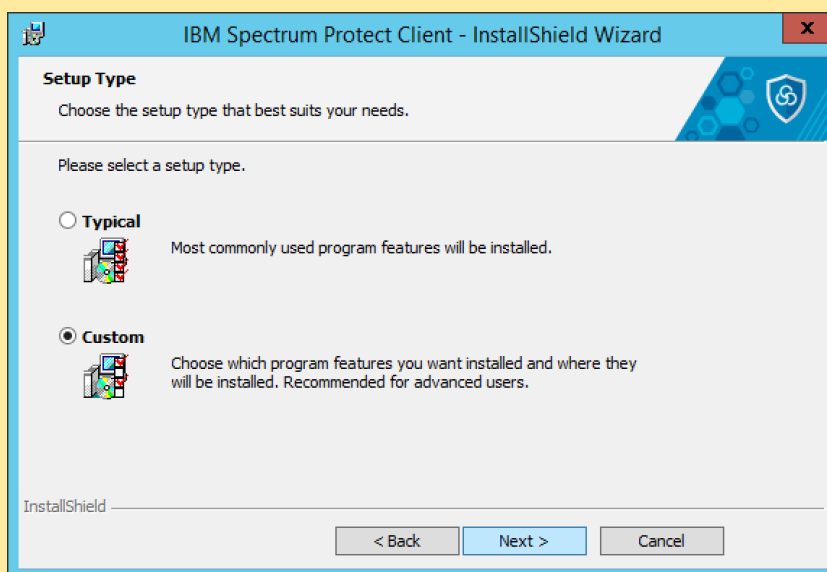 IBM Spectrum Protect Client - InstallShield Wizard
x
Setup Type
Choose the setup type that best suits your needs.
Please select a setup type.
Typical
Most commonly used program features will be installed.
Custom
Choose which program features you want installed and where they
will be installed. Recommended for advanced users.
InstallShield
< Back Next > Cancel